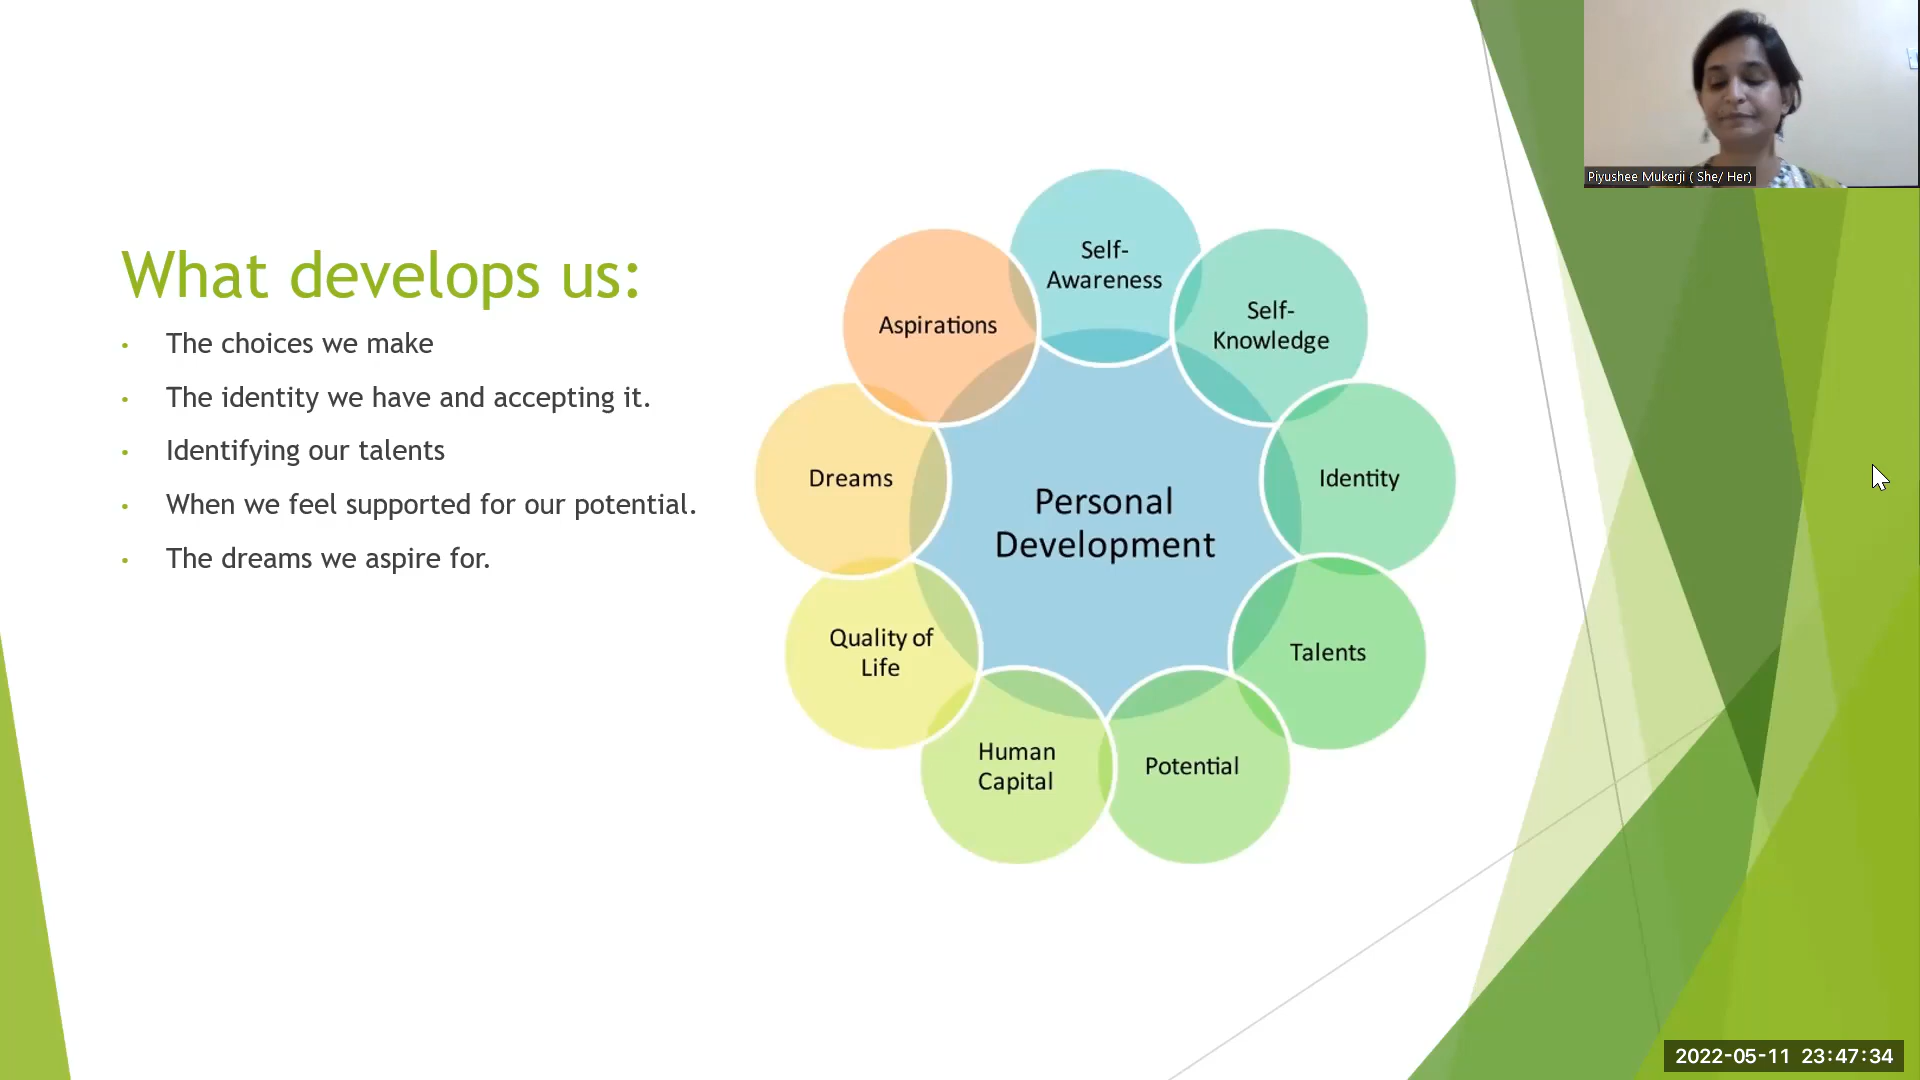 Piyushee Mukerji ( She/ Her)
What develops us:
• The choices we make
• The identity we have and accepting it.
• Identifying our talents
• When we feel supported for our potential.
• The dreams we aspire for.
Self-
Awareness
Self-
Knowledge
Identity
Talents
Potential
Human
Capital
Quality of
Life
Dreams
Aspirations
Personal
Development
2022-05-11 23:47:34